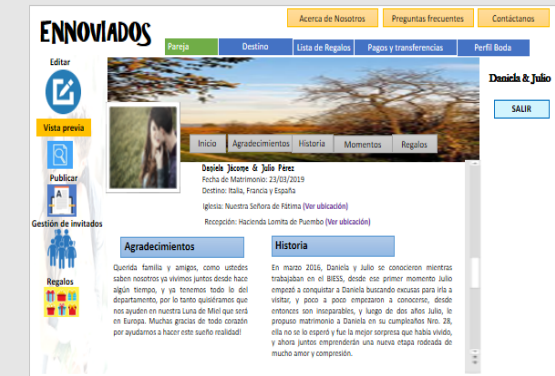 Acerca de Nosotros Preguntas frecuentes Contáctanos
ENNOVIADOS
Pareja Destino Lista de Regalos Pagos y transferencias Perfil Boda
Editar
Daniela & Julio
SALIR
Vista previa
Publicar
Gestión de invitados
Regalos
Inicio Agradecimientos Historia Momentos Regalos
Daniela Jácome & Julio Pérez
Fecha de Matrimonio: 23/03/2019
Destino: Italia, Francia y España
Iglesia: Nuestra Señora de Fátima (Ver ubicación)
Recepción: Hacienda Lomita de Puembo (Ver ubicación)
Agradecimientos
Querida familia y amigos, como ustedes
saben nosotros ya vivimos juntos desde hace
algún tiempo, y ya tenemos todo lo del
departamento, por lo tanto quisiéramos que
nos ayuden en nuestra Luna de Miel que será
en Europa. Muchas gracias de todo corazón
por ayudarnos a hacer este sueño realidad!
Historia
En marzo 2016, Daniela y Julio se conocieron mientras
trabajaban en el BIESS, desde ese primer momento Julio
empezó a conquistar a Daniela buscando excusas para irla a
visitar, y poco a poco empezaron a conocerse, desde
entonces son inseparables, y luego de dos años Julio, le
propuso matrimonio a Daniela en su cumpleaños Nro. 28,
ella no se lo esperó y fue la mejor sorpresa que había vivido,
y ahora juntos emprenderán una nueva etapa rodeada de
mucho amor y compresión.